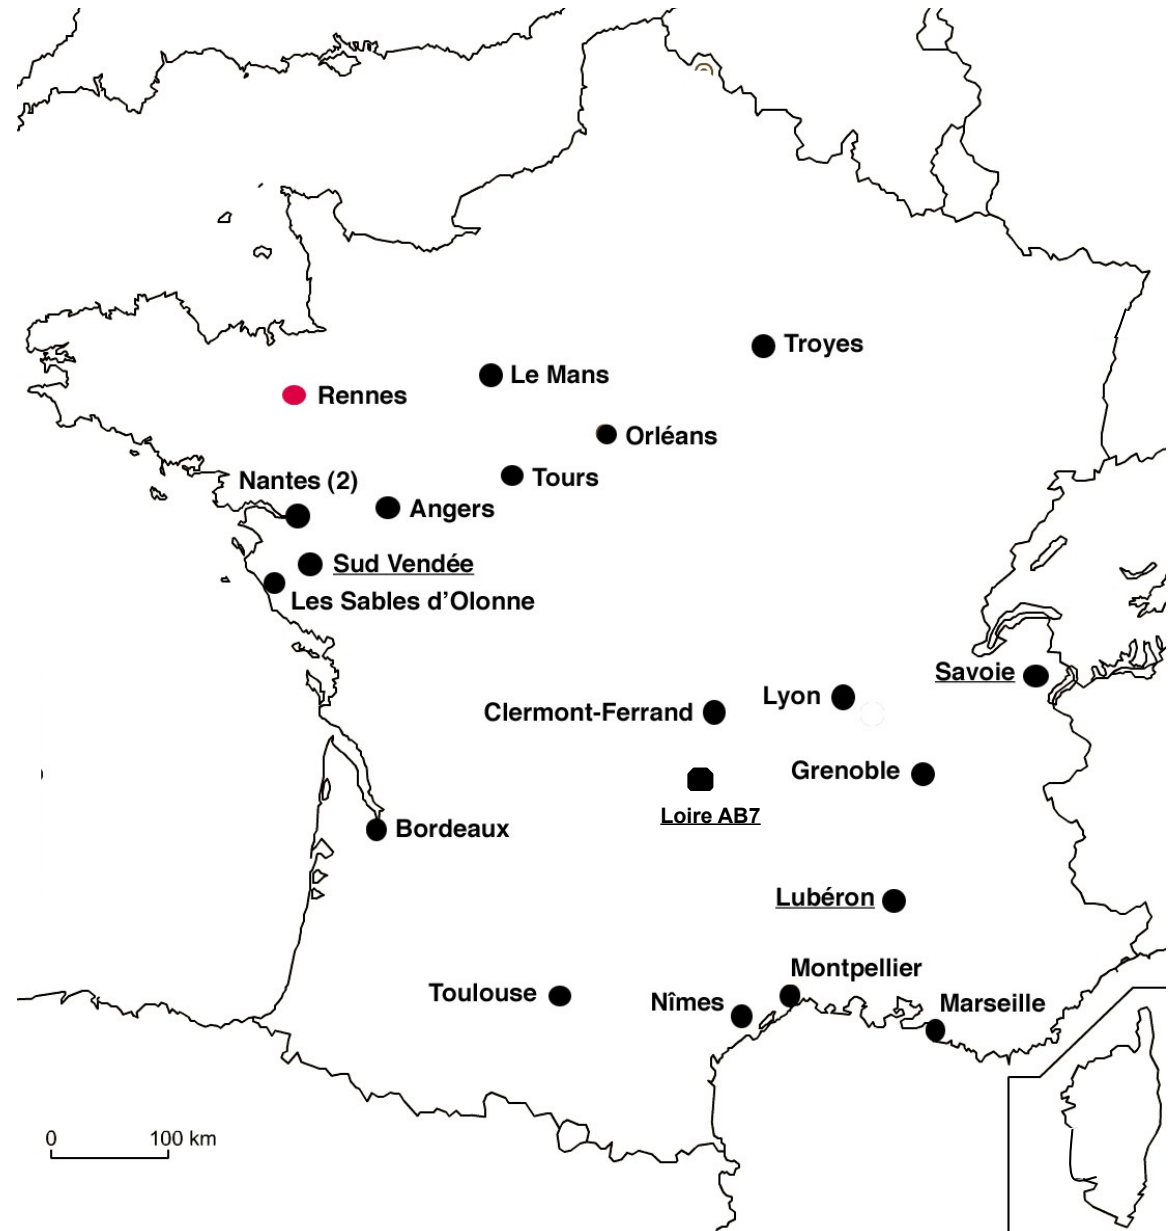 Troyes
Le Mans
Rennes
Orléans
Tours
Nantes (2)
Angers
Sud Vendée
Les Sables d’Olonne
Savoie
Lyon
Clermont-Ferrand
Grenoble
Loire AB7
Bordeaux
Lubéron
Montpellier
Toulouse
Nîmes
Marseille
0 100 km